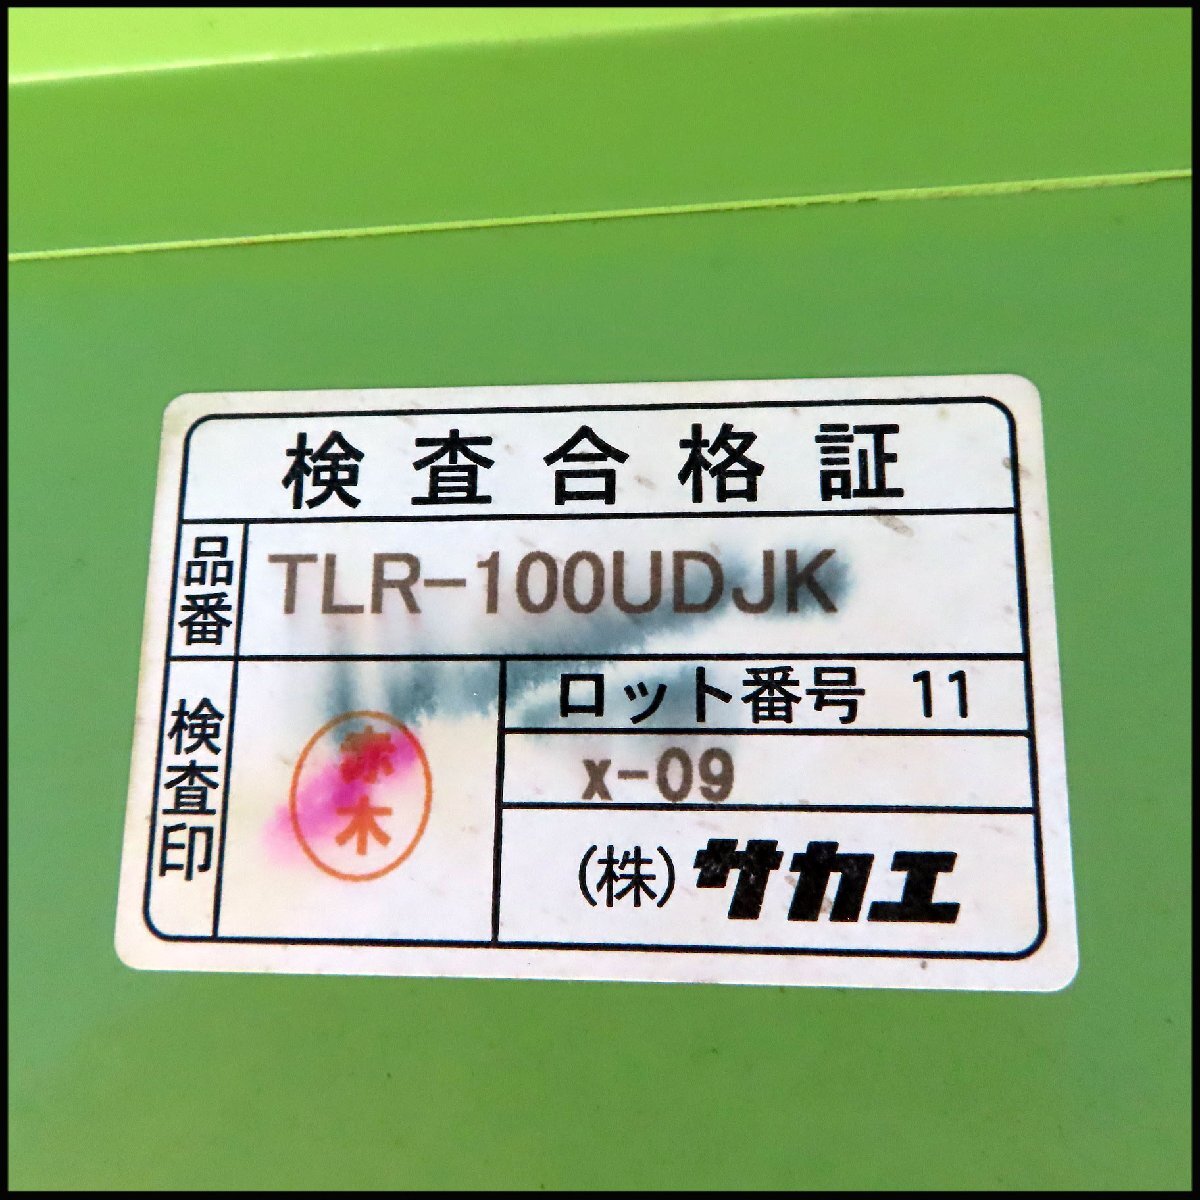 検査合格証
品番 TLR-100UDJK
検査印
木
ロット番号 11
x-09
(株)サカエ